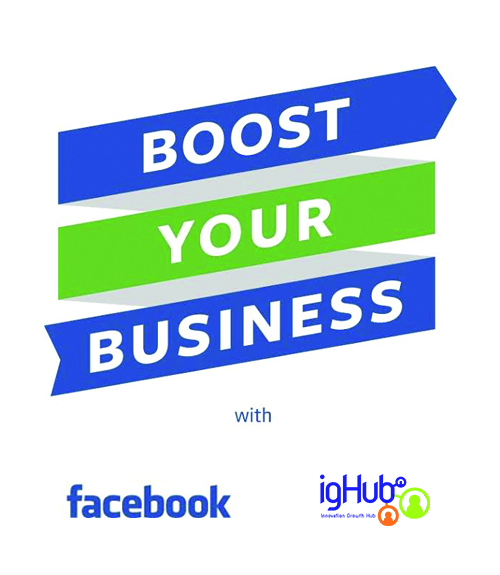 BOOST
YOUR
BUSINESS
with
facebook
igHub
Innovation Growth Hub